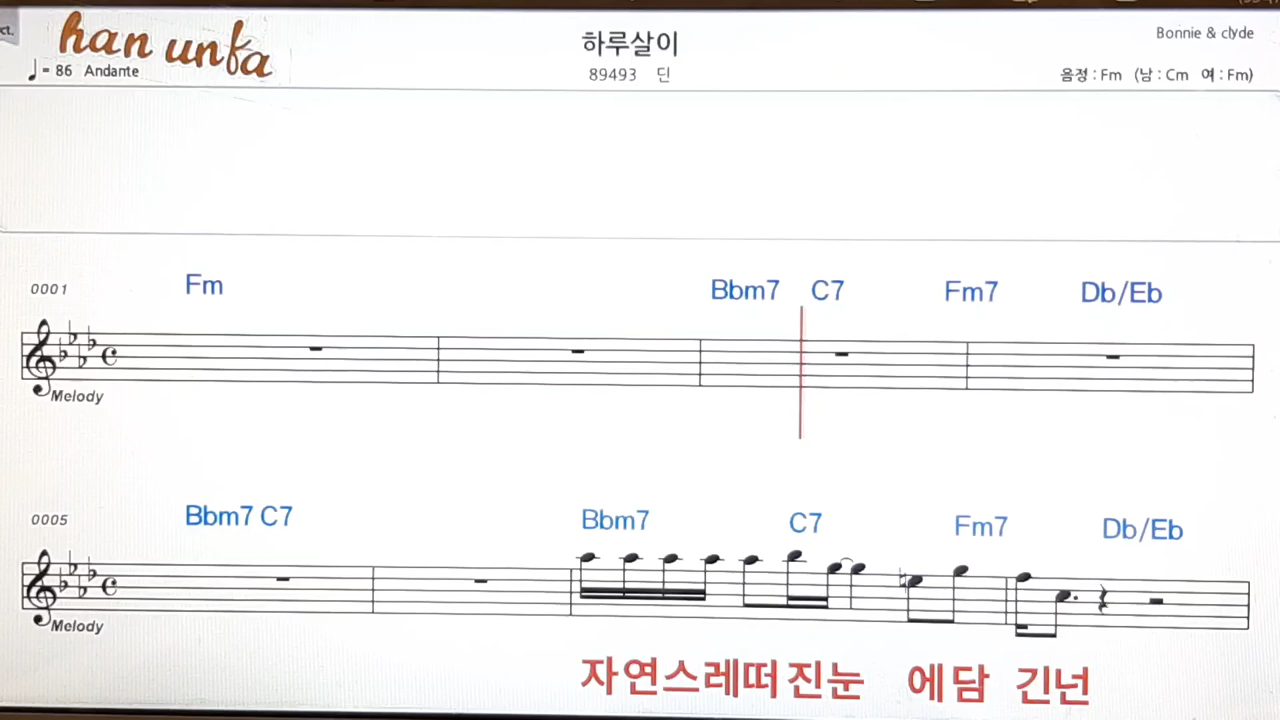 ct.
han unfa
하루살이
Bonnie & clyde
= 86 Andante
89493 딘
음정 : Fm (남 : Cm 여 : Fm)
0001
Fm Bbm7 C7 Fm7 Db/Eb
Melody
0005
Bbm7 C7 Bbm7 C7 Fm7 Db/Eb
Melody
자연스레떠진눈 에담 긴넌